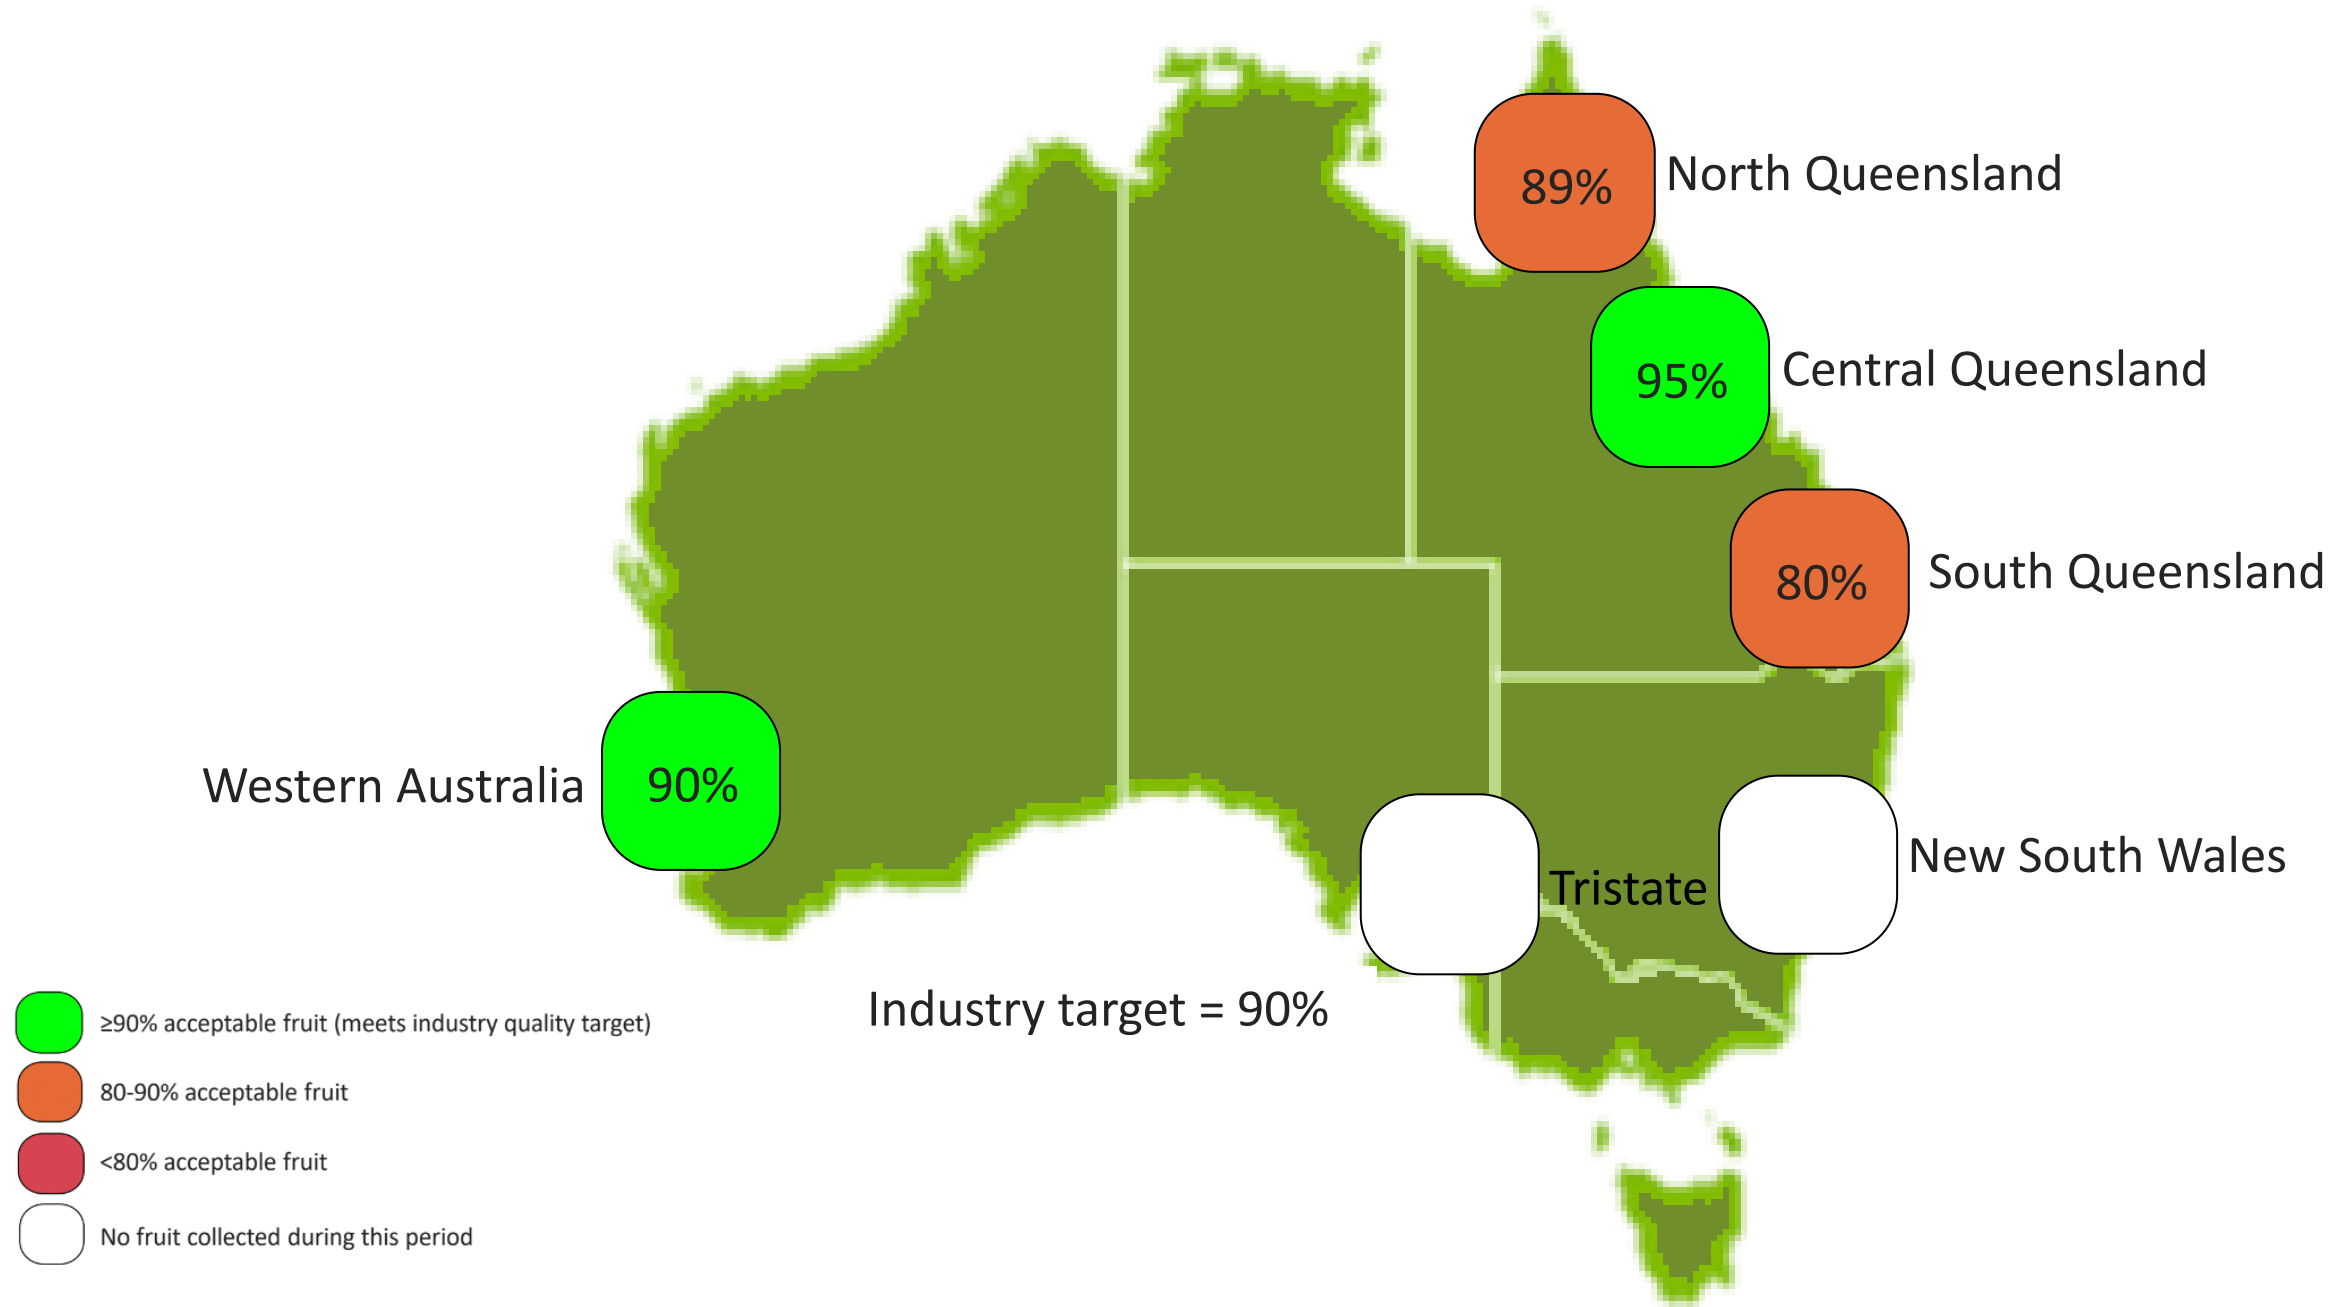 89%
North Queensland
95%
Central Queensland
80%
South Queensland
Western Australia
90%
Tristate
New South Wales
Industry target = 90%
≥90% acceptable fruit (meets industry quality target)
80-90% acceptable fruit
<80% acceptable fruit
No fruit collected during this period